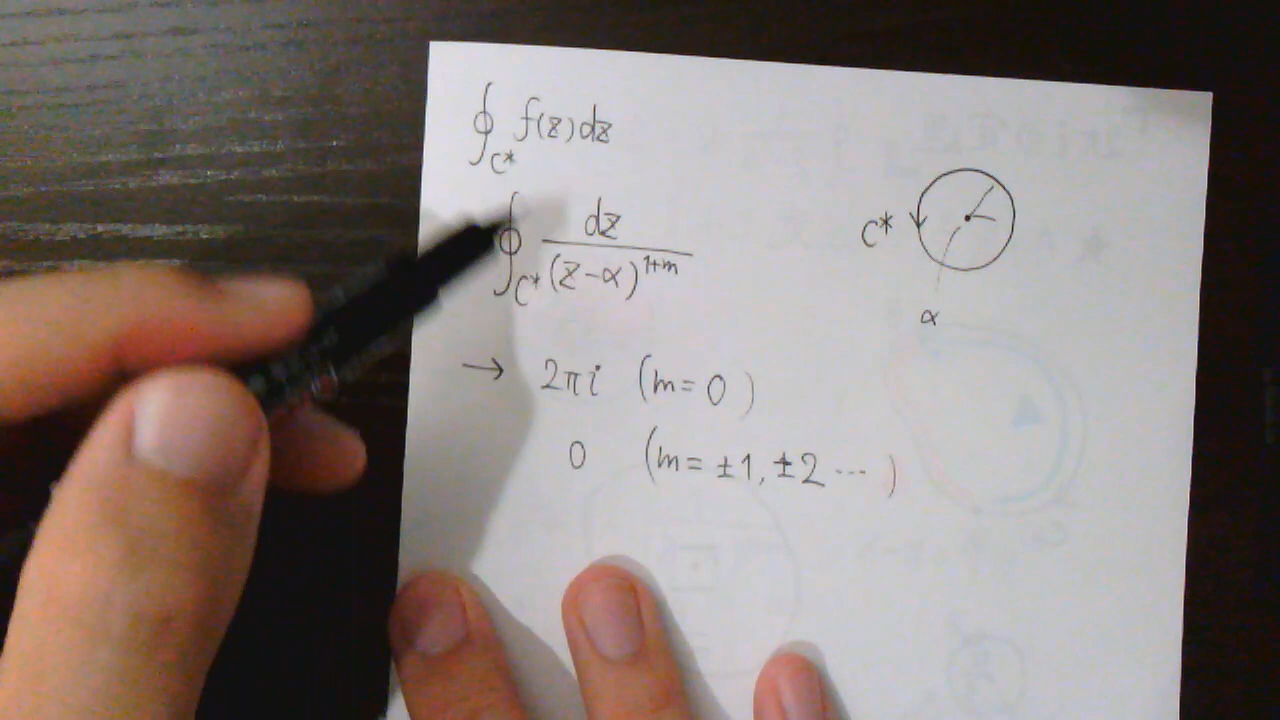 ∮_{C*} f(z)dz
∮_{C*} dz/(z-α)^{1+m}
C*
α
→ 2πi (m=0)
0 (m=±1, ±2 ⋯)